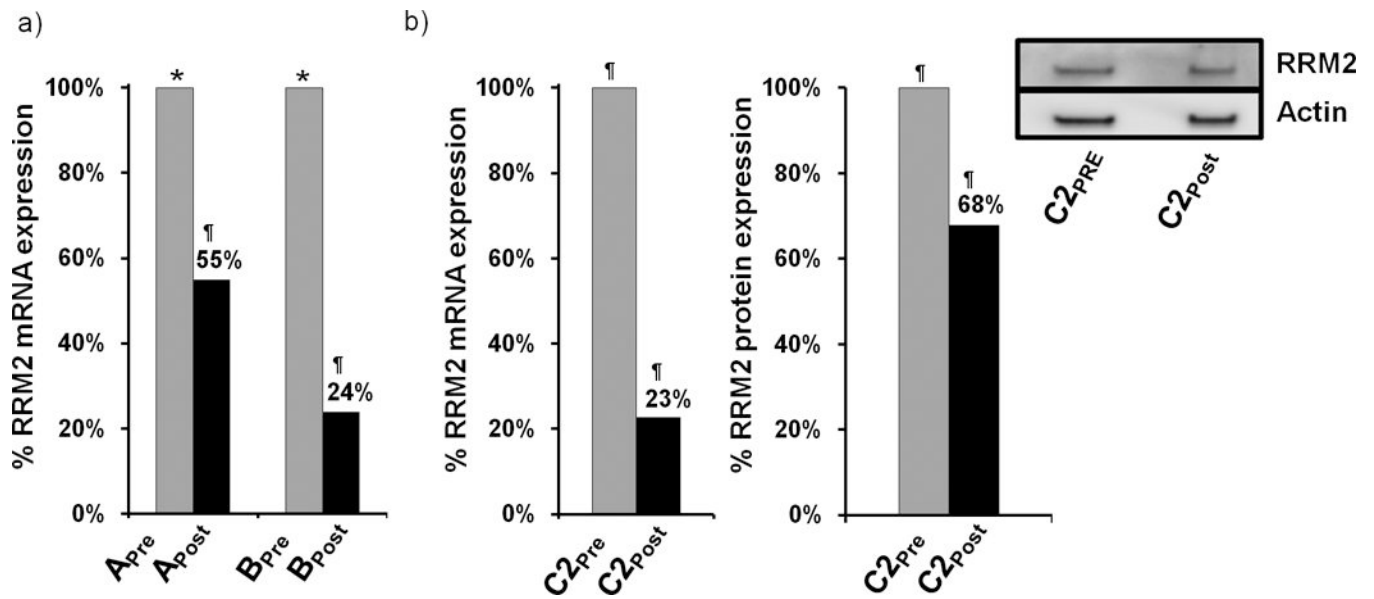 a)
% RRM2 mRNA expression
100%
80%
60%
40%
20%
0%
*
¶
55%
*
¶
24%
APre
APost
BPre
BPost
b)
% RRM2 mRNA expression
100%
80%
60%
40%
20%
0%
¶
¶
23%
C2Pre
C2Post
% RRM2 protein expression
100%
80%
60%
40%
20%
0%
¶
¶
68%
C2Pre
C2Post
RRM2
Actin
C2PRE
C2Post